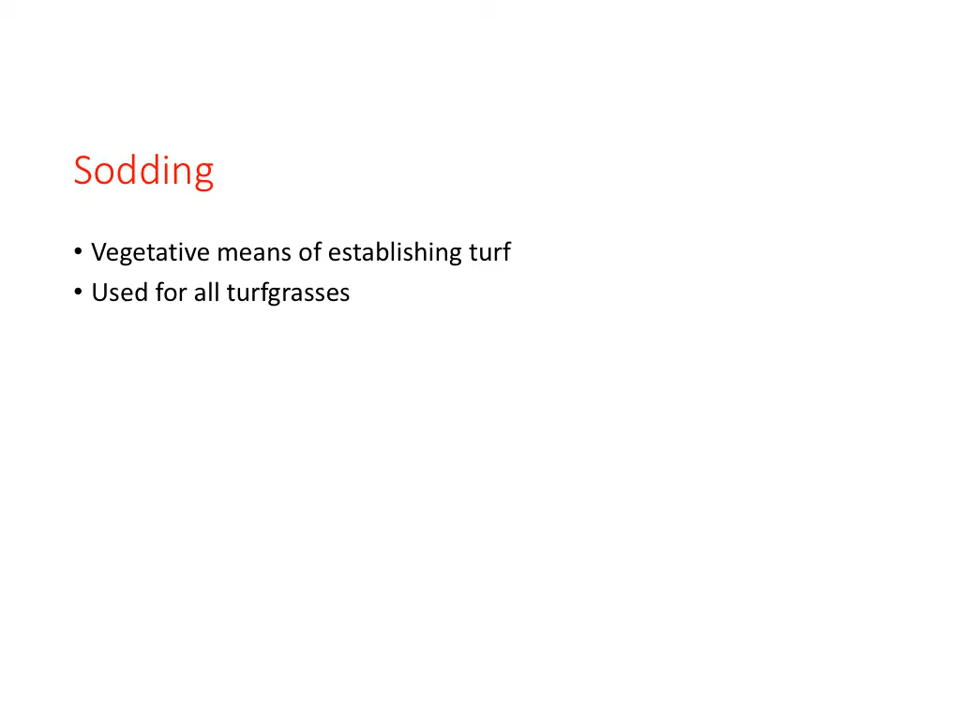 Sodding
• Vegetative means of establishing turf
• Used for all turfgrasses